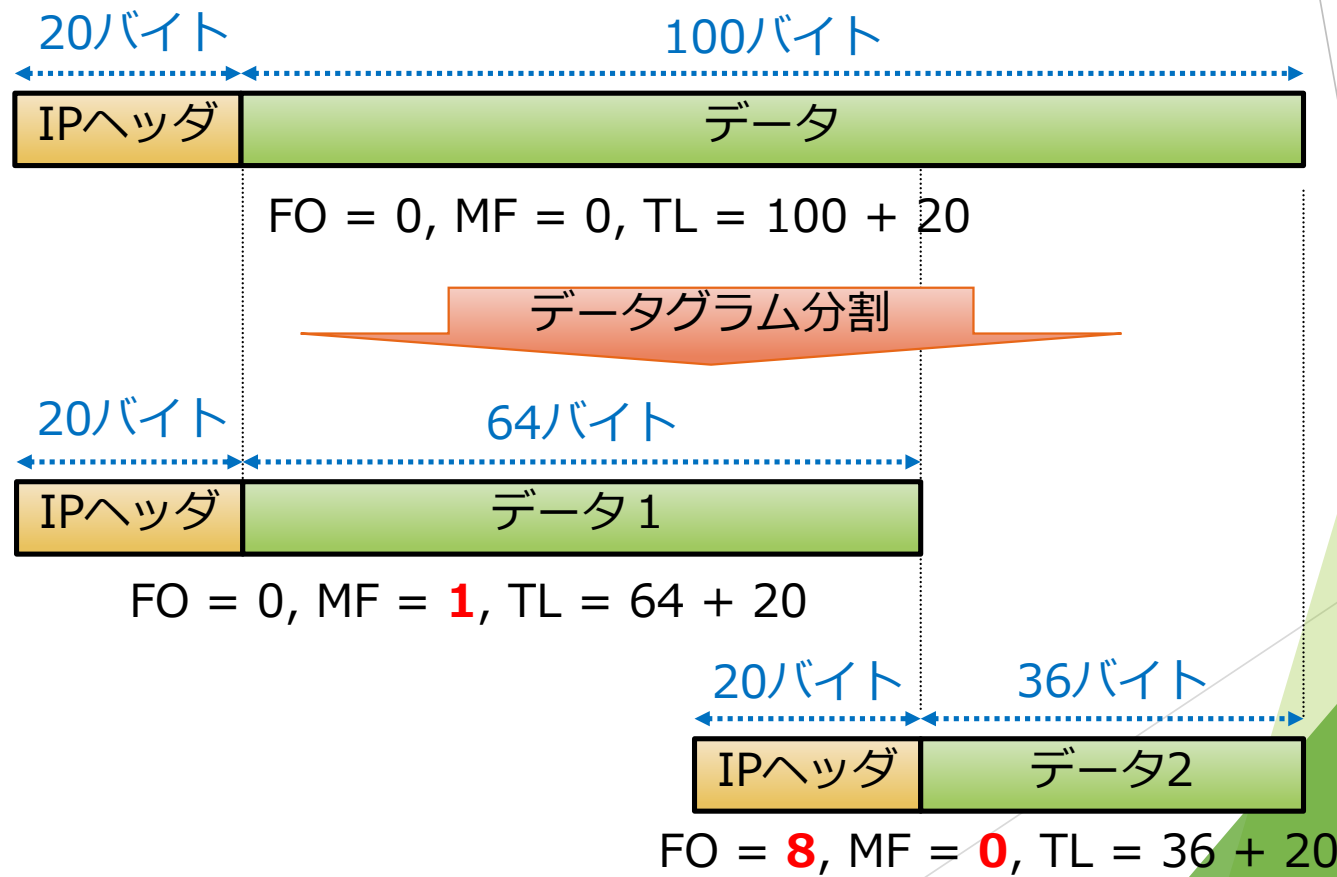 20バイト
100バイト
IPヘッダ
データ
FO = 0, MF = 0, TL = 100 + 20
データグラム分割
20バイト
64バイト
IPヘッダ
データ１
FO = 0, MF = 1, TL = 64 + 20
20バイト
36バイト
IPヘッダ
データ2
FO = 8, MF = 0, TL = 36 + 20